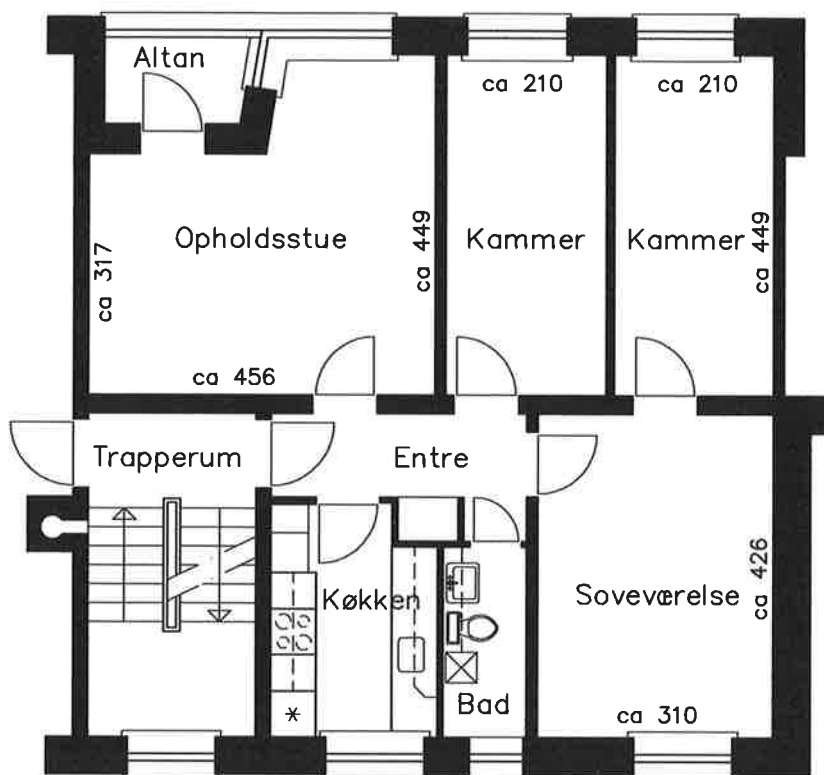 Altan
ca 210
ca 210
Opholdsstue
Kammer
Kammer
ca 317
ca 449
ca 449
ca 456
Trapperum
Entre
Køkken
Soveværelse
ca 426
Bad
ca 310
*